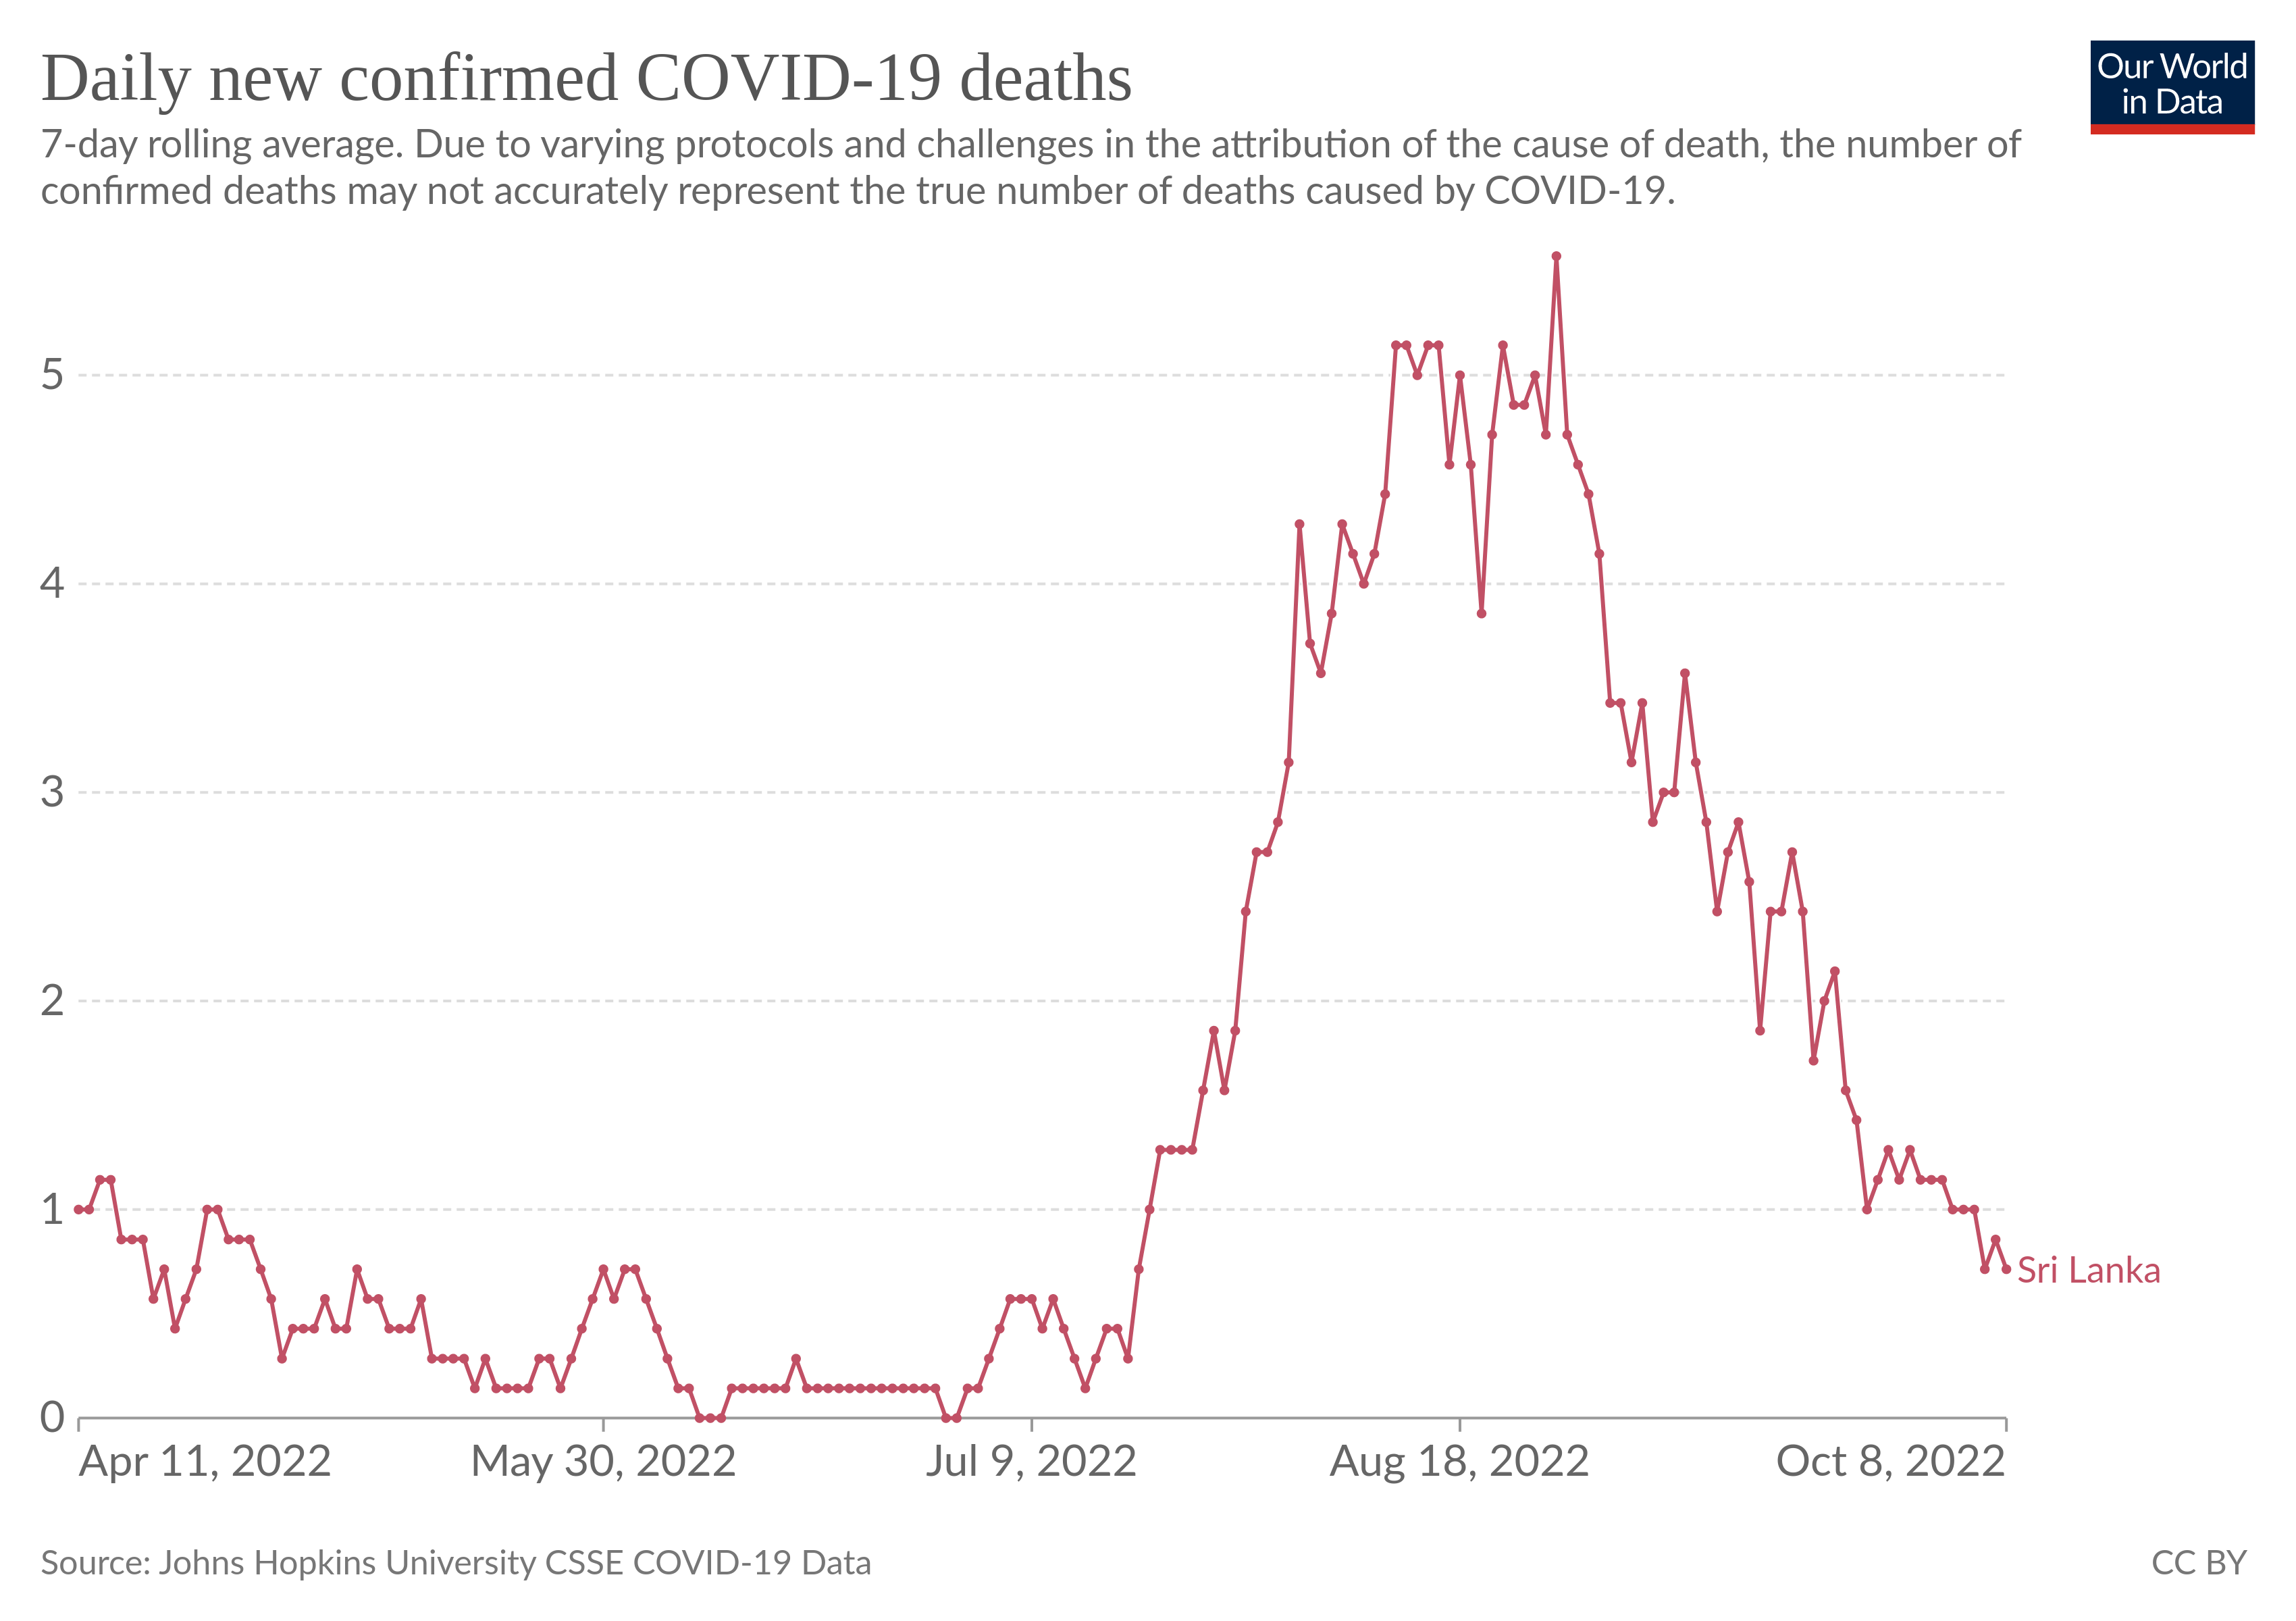 Daily new confirmed COVID-19 deaths
Our World
in Data
7-day rolling average. Due to varying protocols and challenges in the attribution of the cause of death, the number of
confirmed deaths may not accurately represent the true number of deaths caused by COVID-19.
5
4
3
2
1
0
Sri Lanka
Apr 11, 2022 May 30, 2022 Jul 9, 2022 Aug 18, 2022 Oct 8, 2022
Source: Johns Hopkins University CSSE COVID-19 Data CC BY